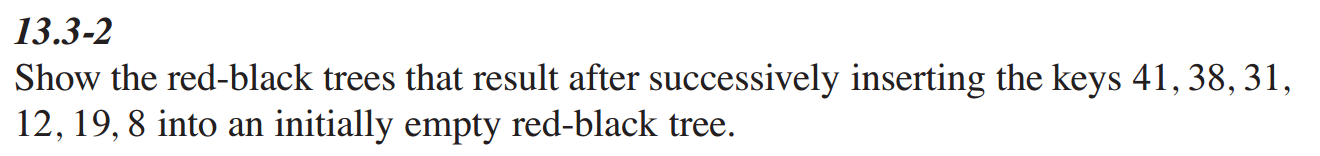 13.3-2
Show the red-black trees that result after successively inserting the keys 41, 38, 31,
12, 19, 8 into an initially empty red-black tree.